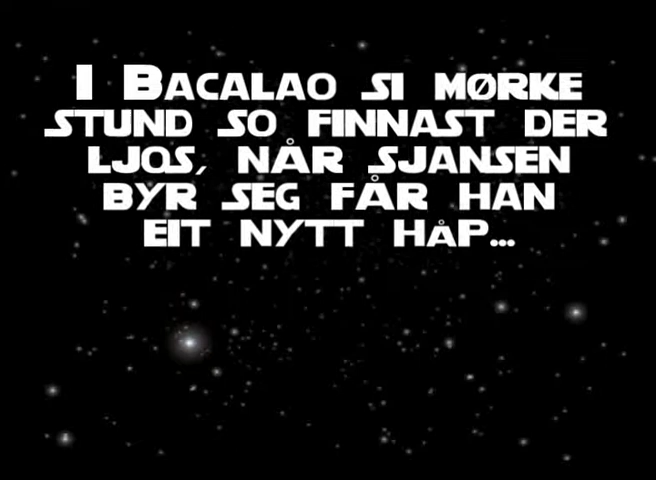 I BACALAO SI MØRKE
STUND SO FINNAST DER
LJOS, NÅR SJANSEN
BYR SEG FÅR HAN
EIT NYTT HÅP...